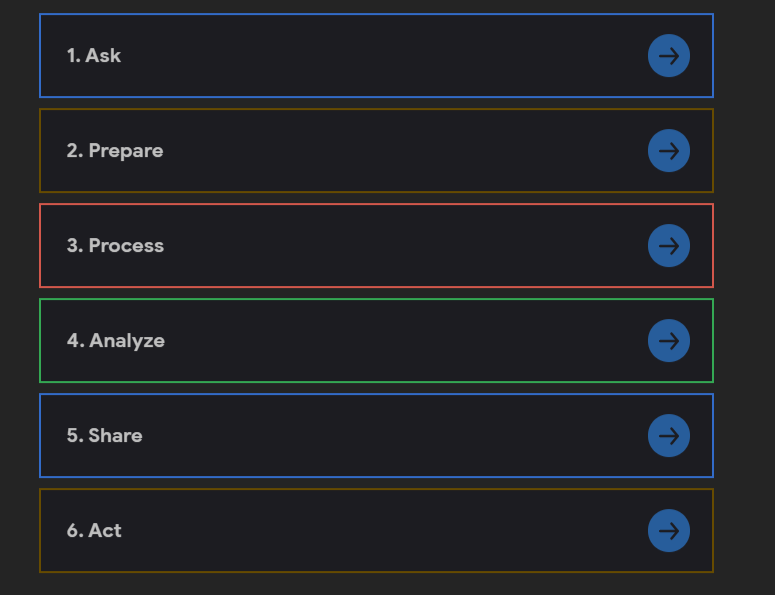 1. Ask
2. Prepare
3. Process
4. Analyze
5. Share
6. Act